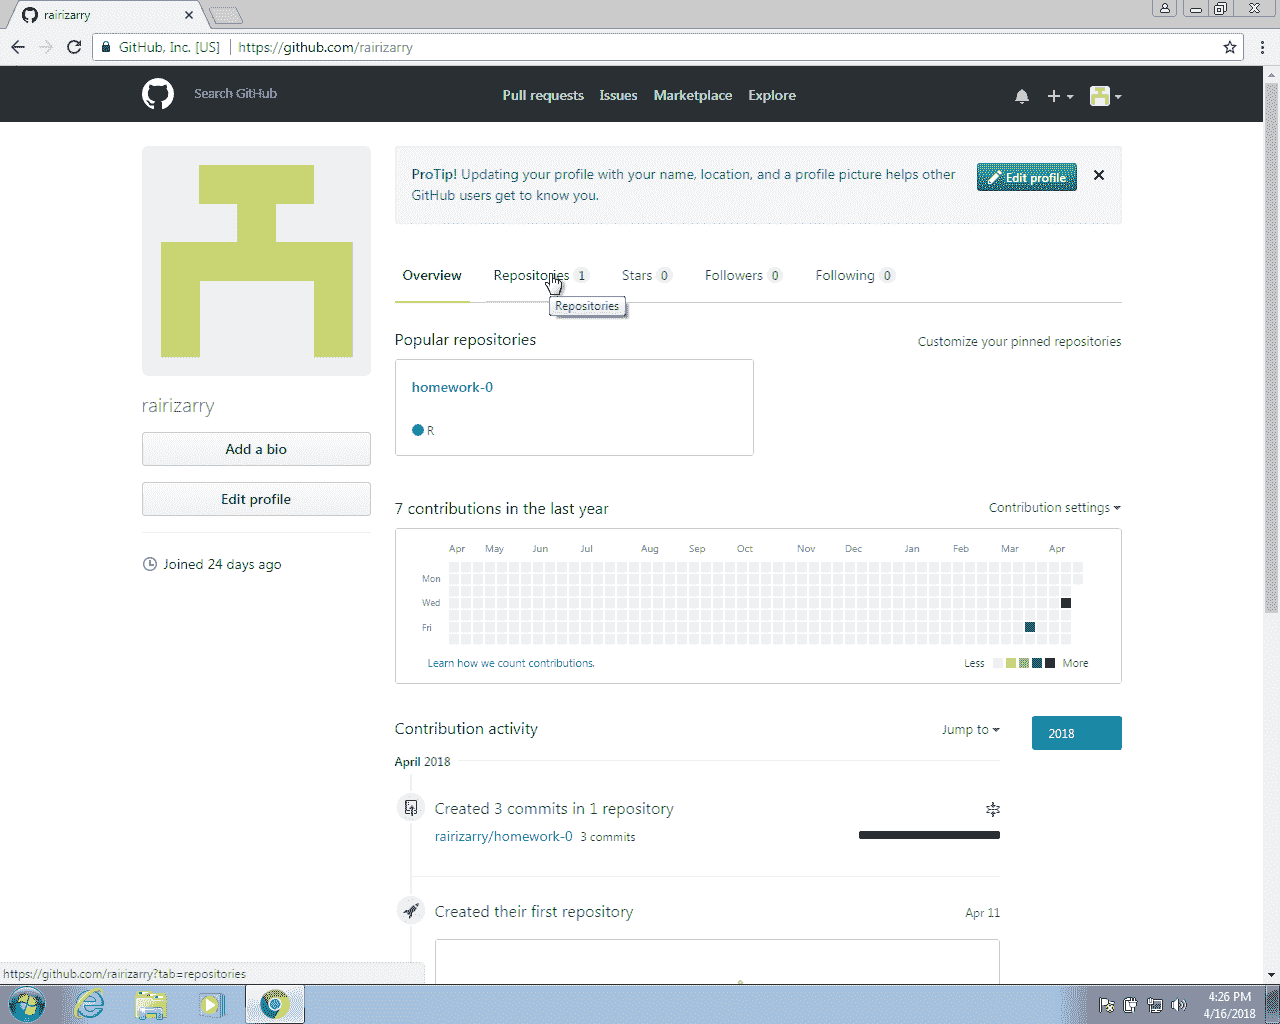 rairizarry
GitHub, Inc. [US]
https://github.com/rairizarry
Search GitHub
Pull requests
Issues
Marketplace
Explore
ProTip! Updating your profile with your name, location, and a profile picture helps other
GitHub users get to know you.
Edit profile
Overview
Repositories 1
Stars 0
Followers 0
Following 0
Repositories
Popular repositories
Customize your pinned repositories
homework-0
R
rairizarry
Add a bio
Edit profile
Joined 24 days ago
7 contributions in the last year
Contribution settings
Apr May Jun Jul Aug Sep Oct Nov Dec Jan Feb Mar Apr
Mon
Wed
Fri
Learn how we count contributions.
Less
More
Contribution activity
Jump to
2018
April 2018
Created 3 commits in 1 repository
rairizarry/homework-0 3 commits
Created their first repository
Apr 11
https://github.com/rairizarry?tab=repositories
4:26 PM
4/16/2018